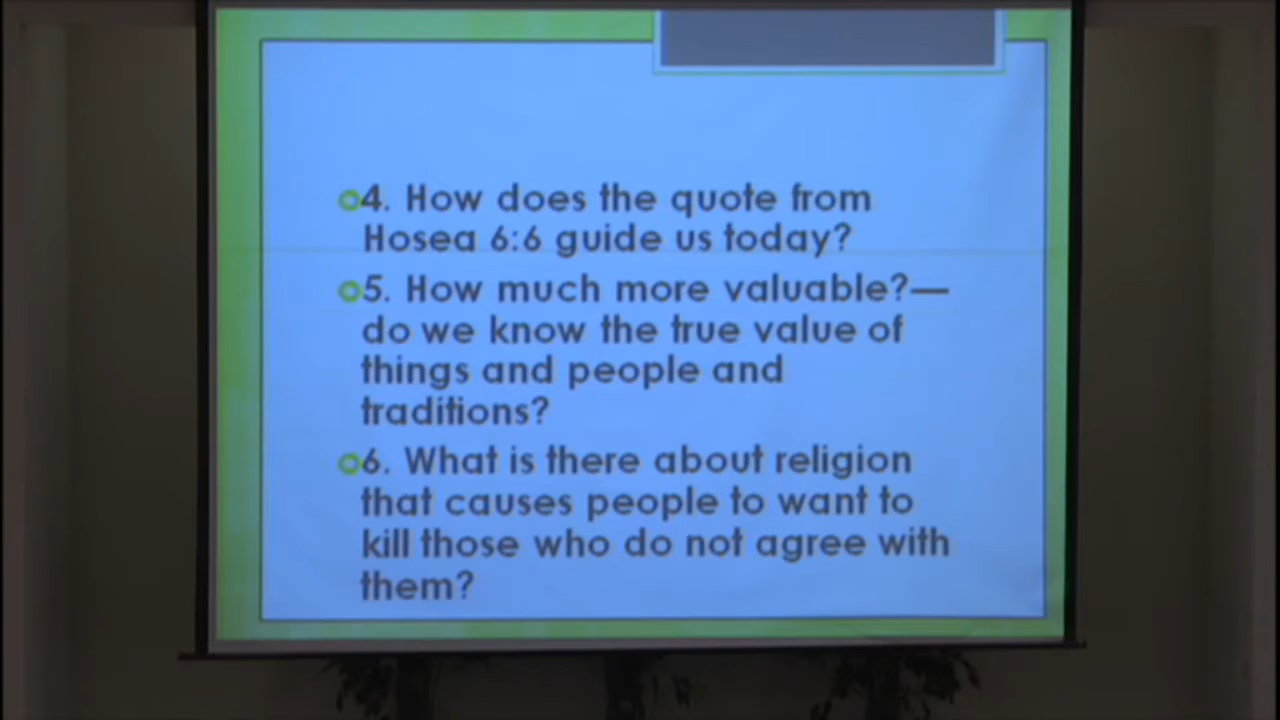 4. How does the quote from
Hosea 6:6 guide us today?
5. How much more valuable?—
do we know the true value of
things and people and
traditions?
6. What is there about religion
that causes people to want to
kill those who do not agree with
them?